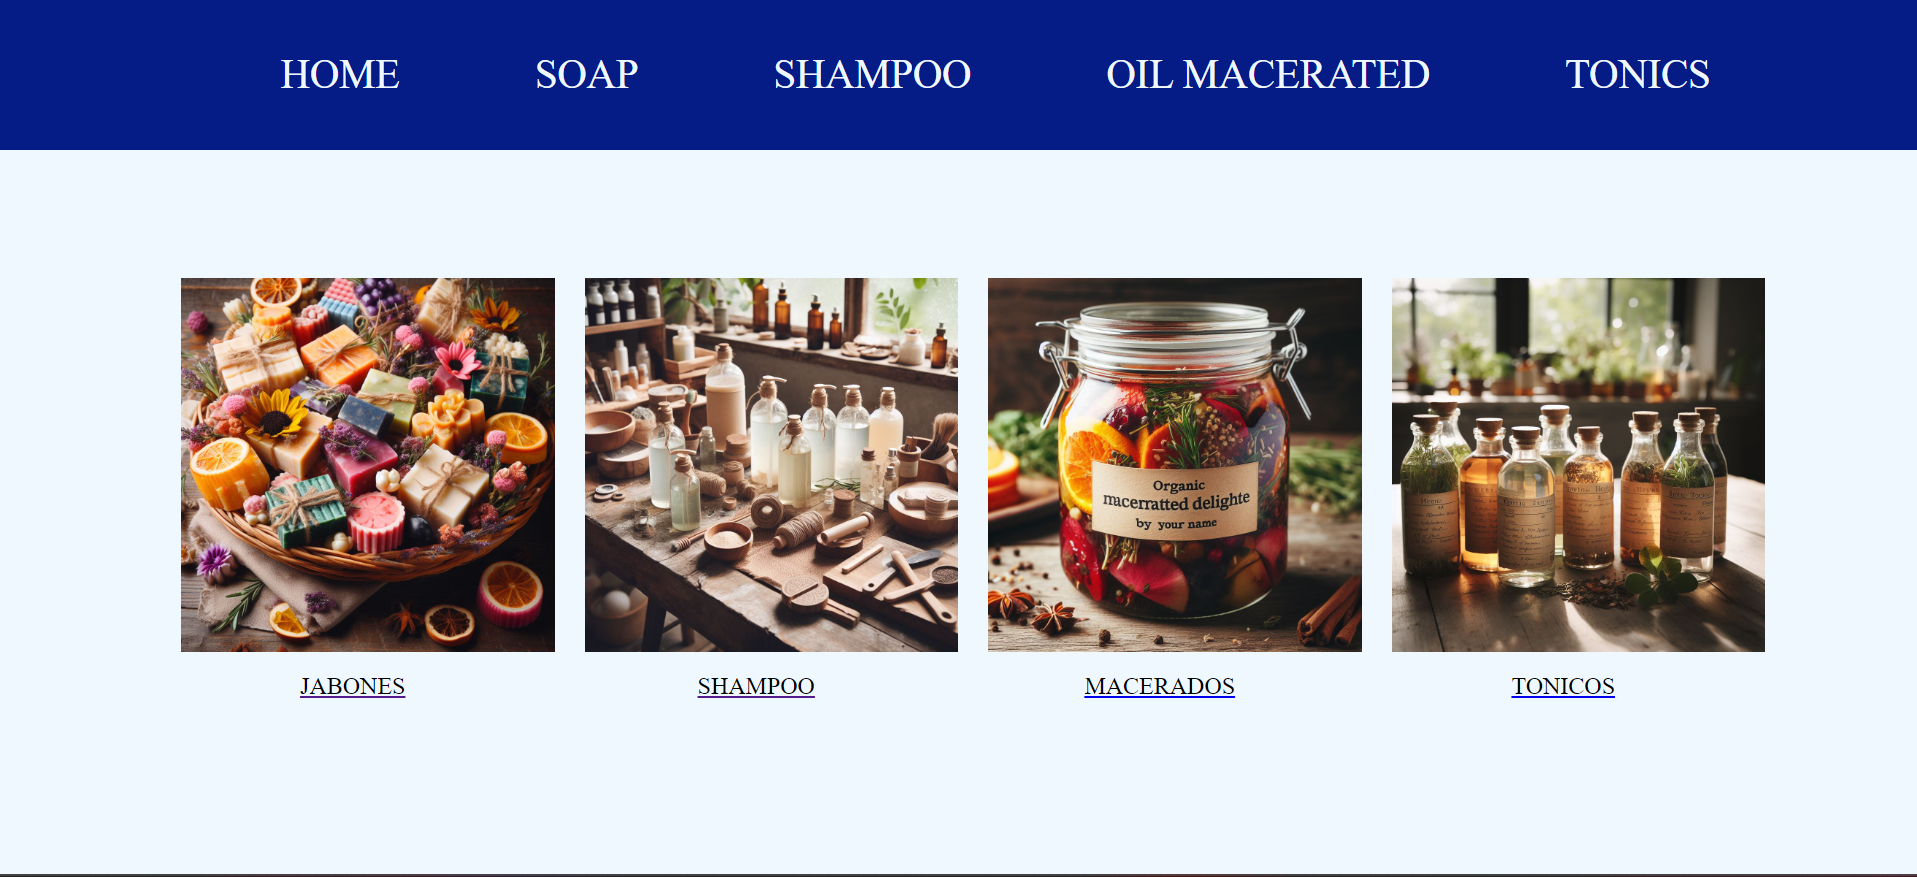 HOME SOAP SHAMPOO OIL MACERATED TONICS
Organic
macerratted delighte
by your name
JABONES SHAMPOO MACERADOS TONICOS